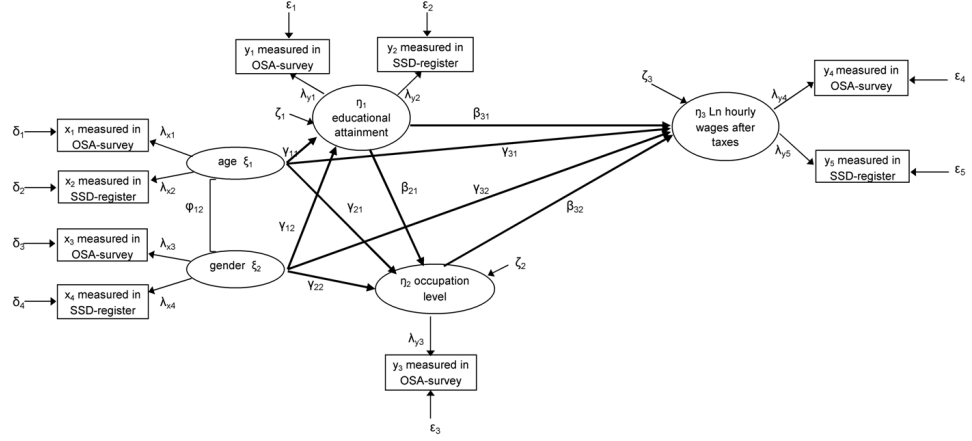 ε1
ε2
y1 measured in
OSA-survey
y2 measured in
SSD-register
λy1
λy2
ζ1
η1
educational
attainment
ζ3
η3 Ln hourly
wages after
taxes
y4 measured in
OSA-survey
ε4
λy4
λy5
y5 measured in
SSD-register
ε5
δ1
x1 measured in
OSA-survey
λx1
age ξ1
δ2
x2 measured in
SSD-register
λx2
φ12
δ3
x3 measured in
OSA-survey
λx3
gender ξ2
δ4
x4 measured in
SSD-register
λx4
γ11
β31
γ31
β21
γ32
γ21
γ12
β32
γ22
ζ2
η2 occupation
level
λy3
y3 measured in
OSA-survey
ε3